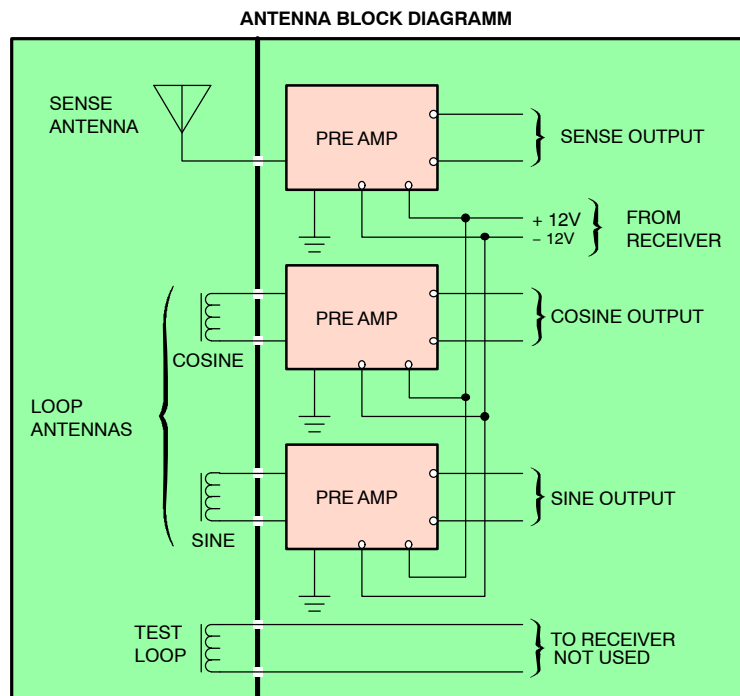 ANTENNA BLOCK DIAGRAMM
SENSE
ANTENNA
PRE AMP
SENSE OUTPUT
+ 12V
– 12V
FROM
RECEIVER
PRE AMP
COSINE OUTPUT
COSINE
LOOP
ANTENNAS
PRE AMP
SINE OUTPUT
SINE
TEST
LOOP
TO RECEIVER
NOT USED